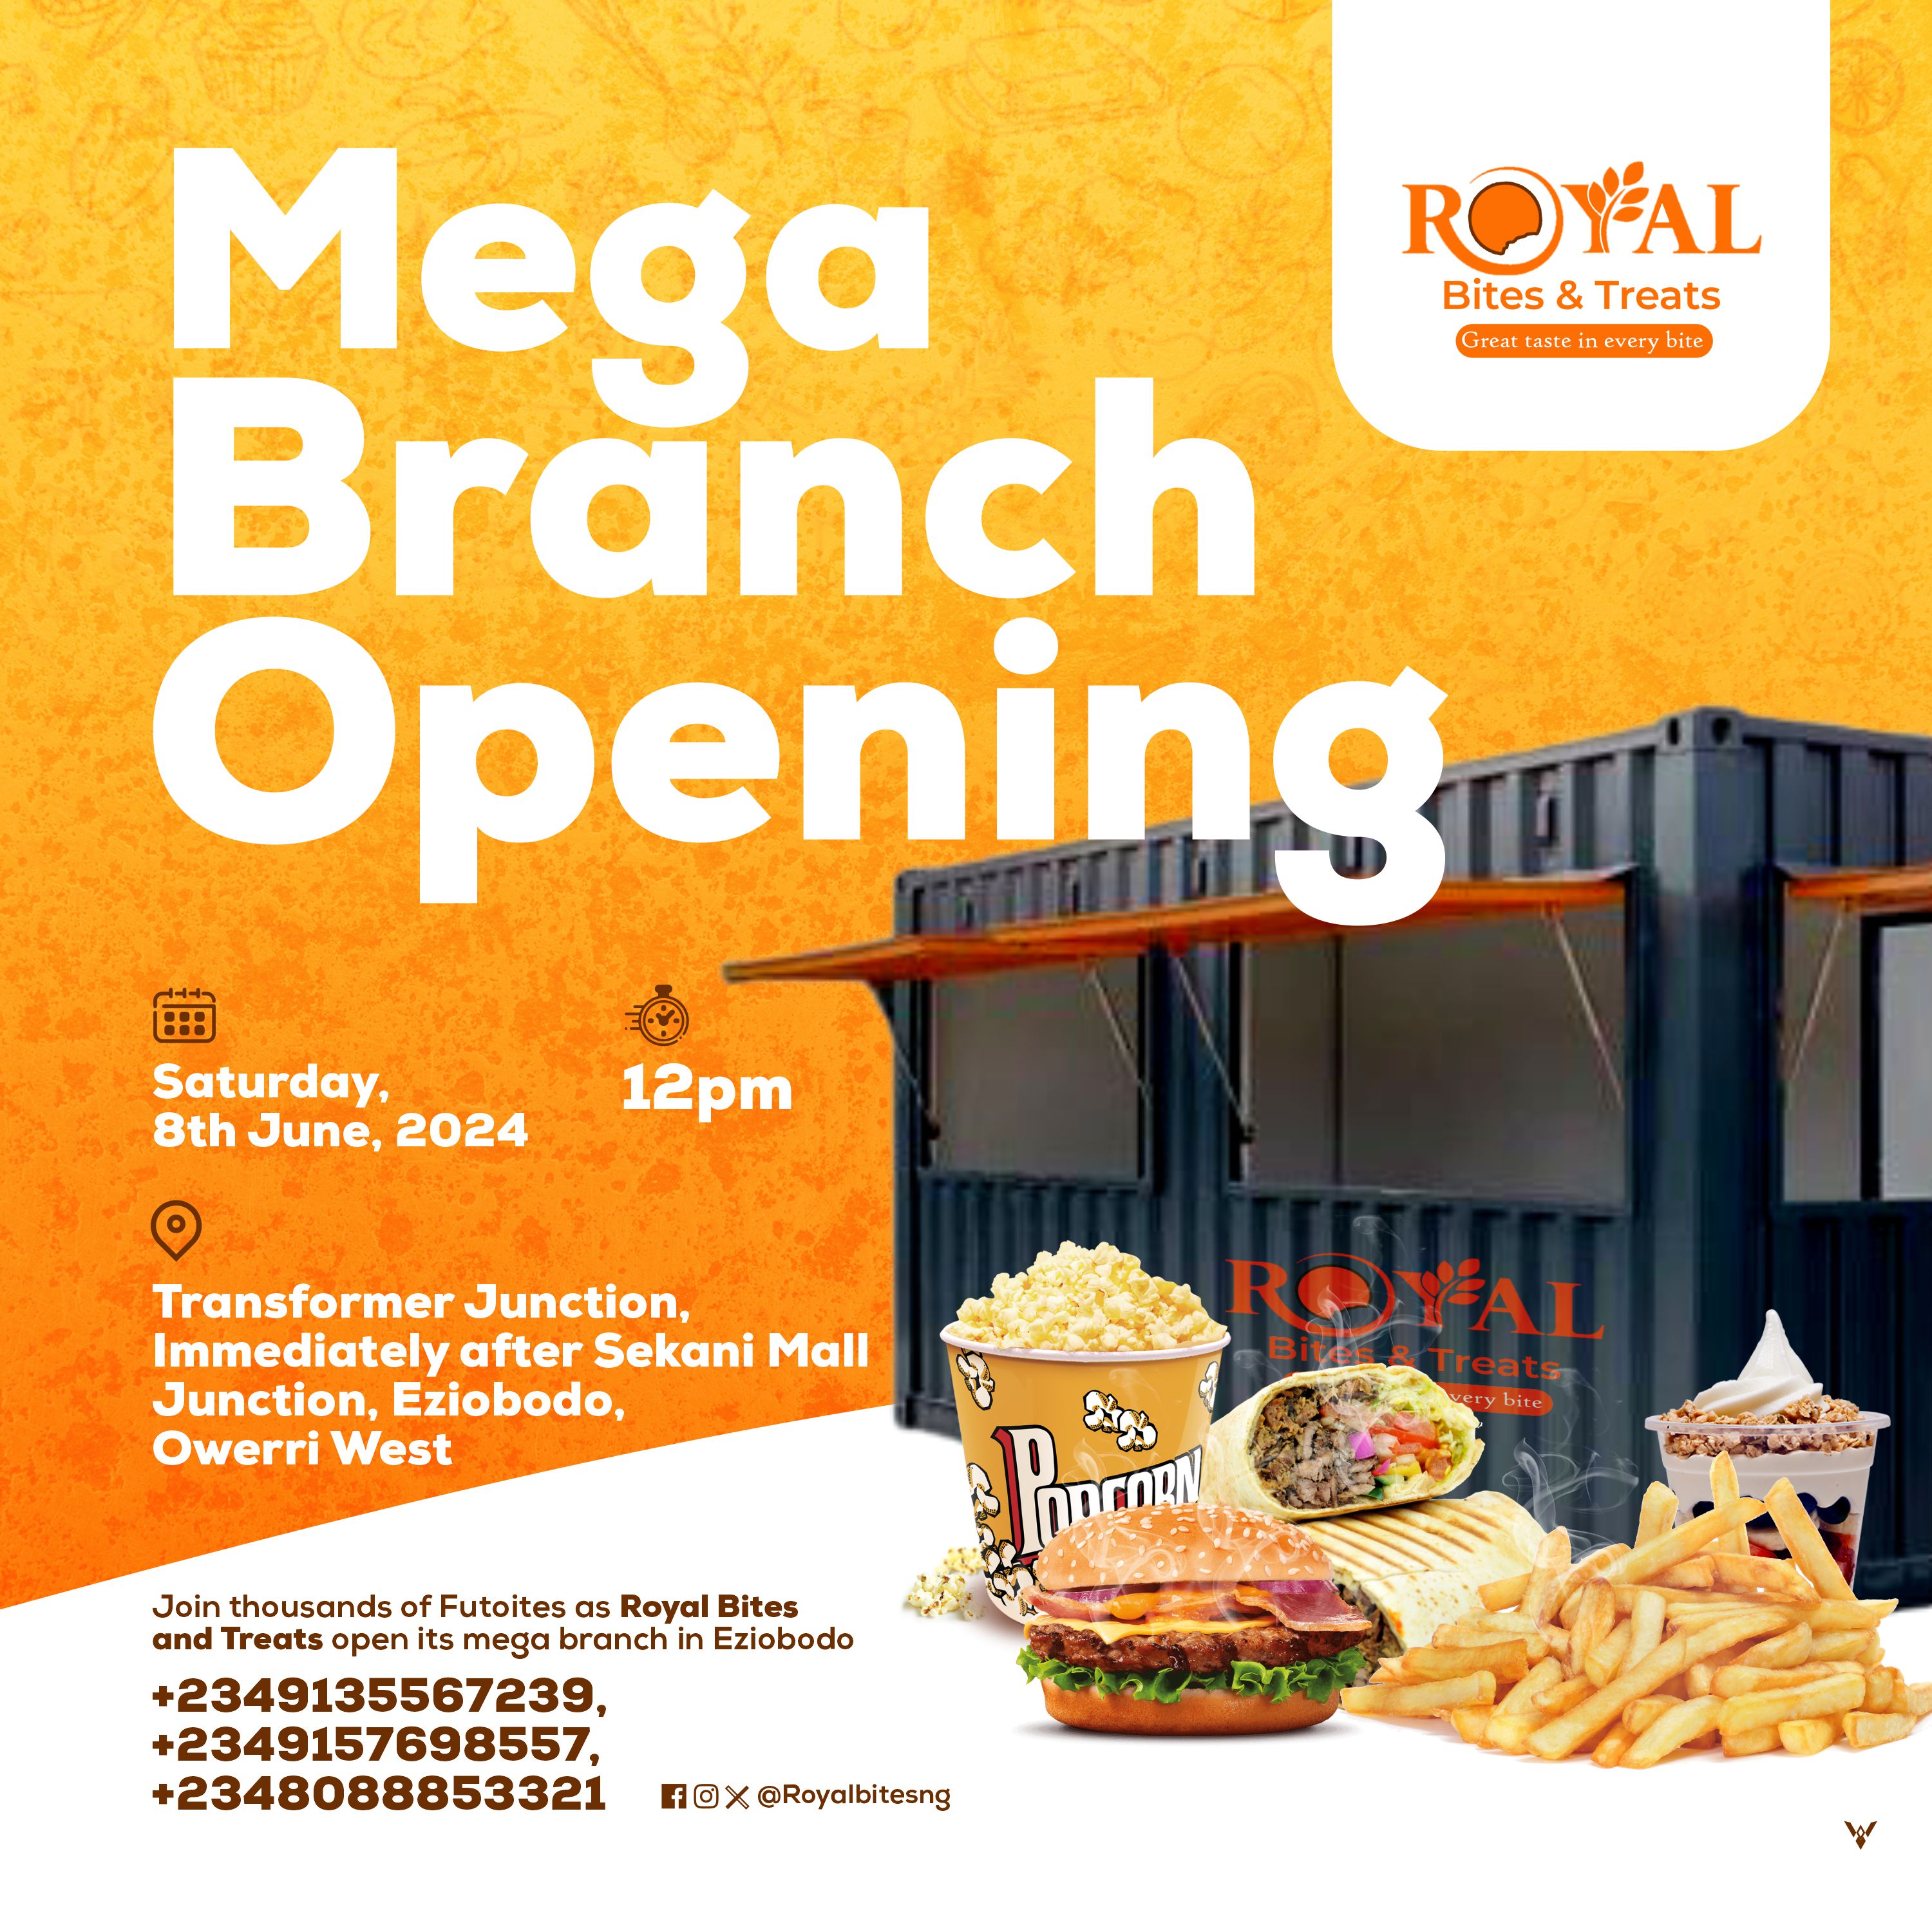 Mega
Branch
Opening
ROYAL
Bites & Treats
Great taste in every bite
Saturday,
8th June, 2024
12pm
Transformer Junction,
Immediately after Sekani Mall
Junction, Eziobodo,
Owerri West
ROYAL
Bites & Treats
very bite
POPCORN
Join thousands of Futoites as Royal Bites
and Treats open its mega branch in Eziobodo
+2349135567239,
+2349157698557,
+2348088853321
@Royalbitesng